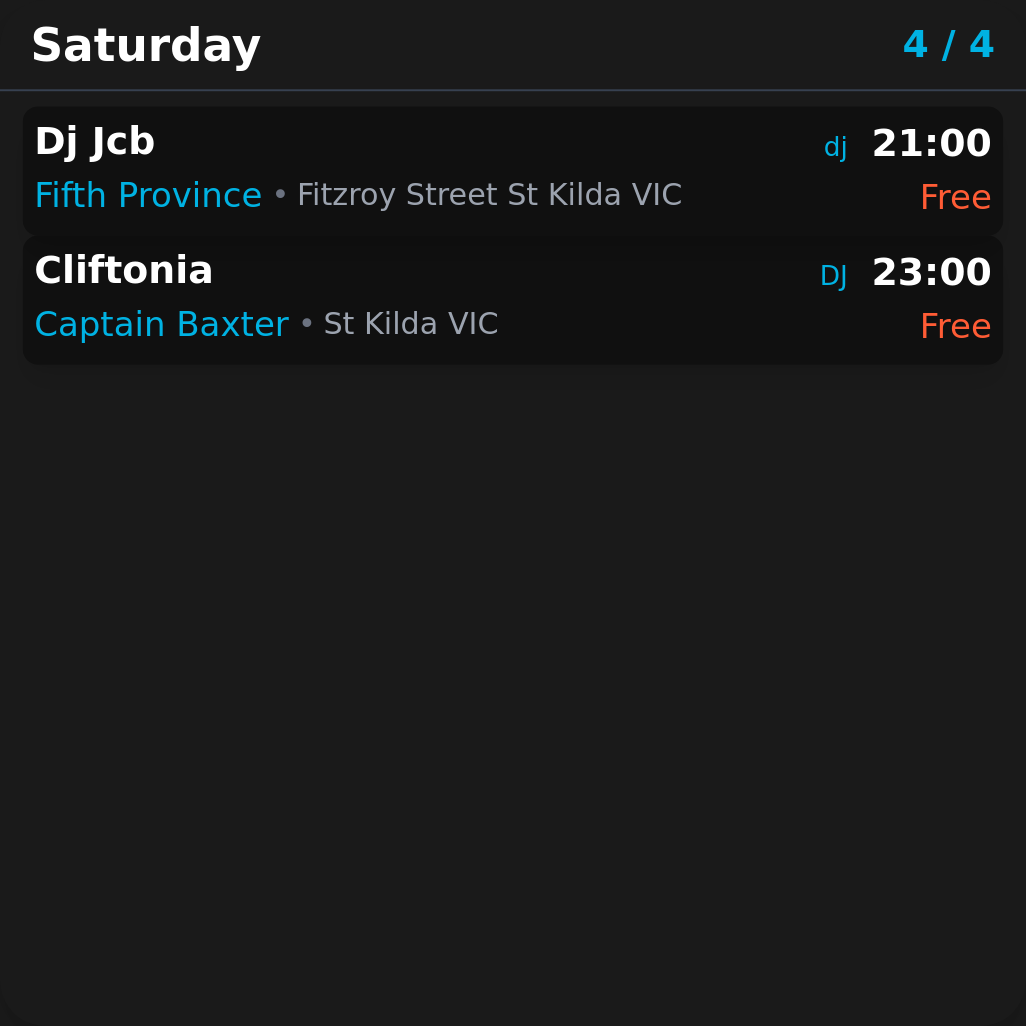 Saturday 4 / 4
Dj Jcb dj 21:00
Fifth Province • Fitzroy Street St Kilda VIC Free
Cliftonia DJ 23:00
Captain Baxter • St Kilda VIC Free